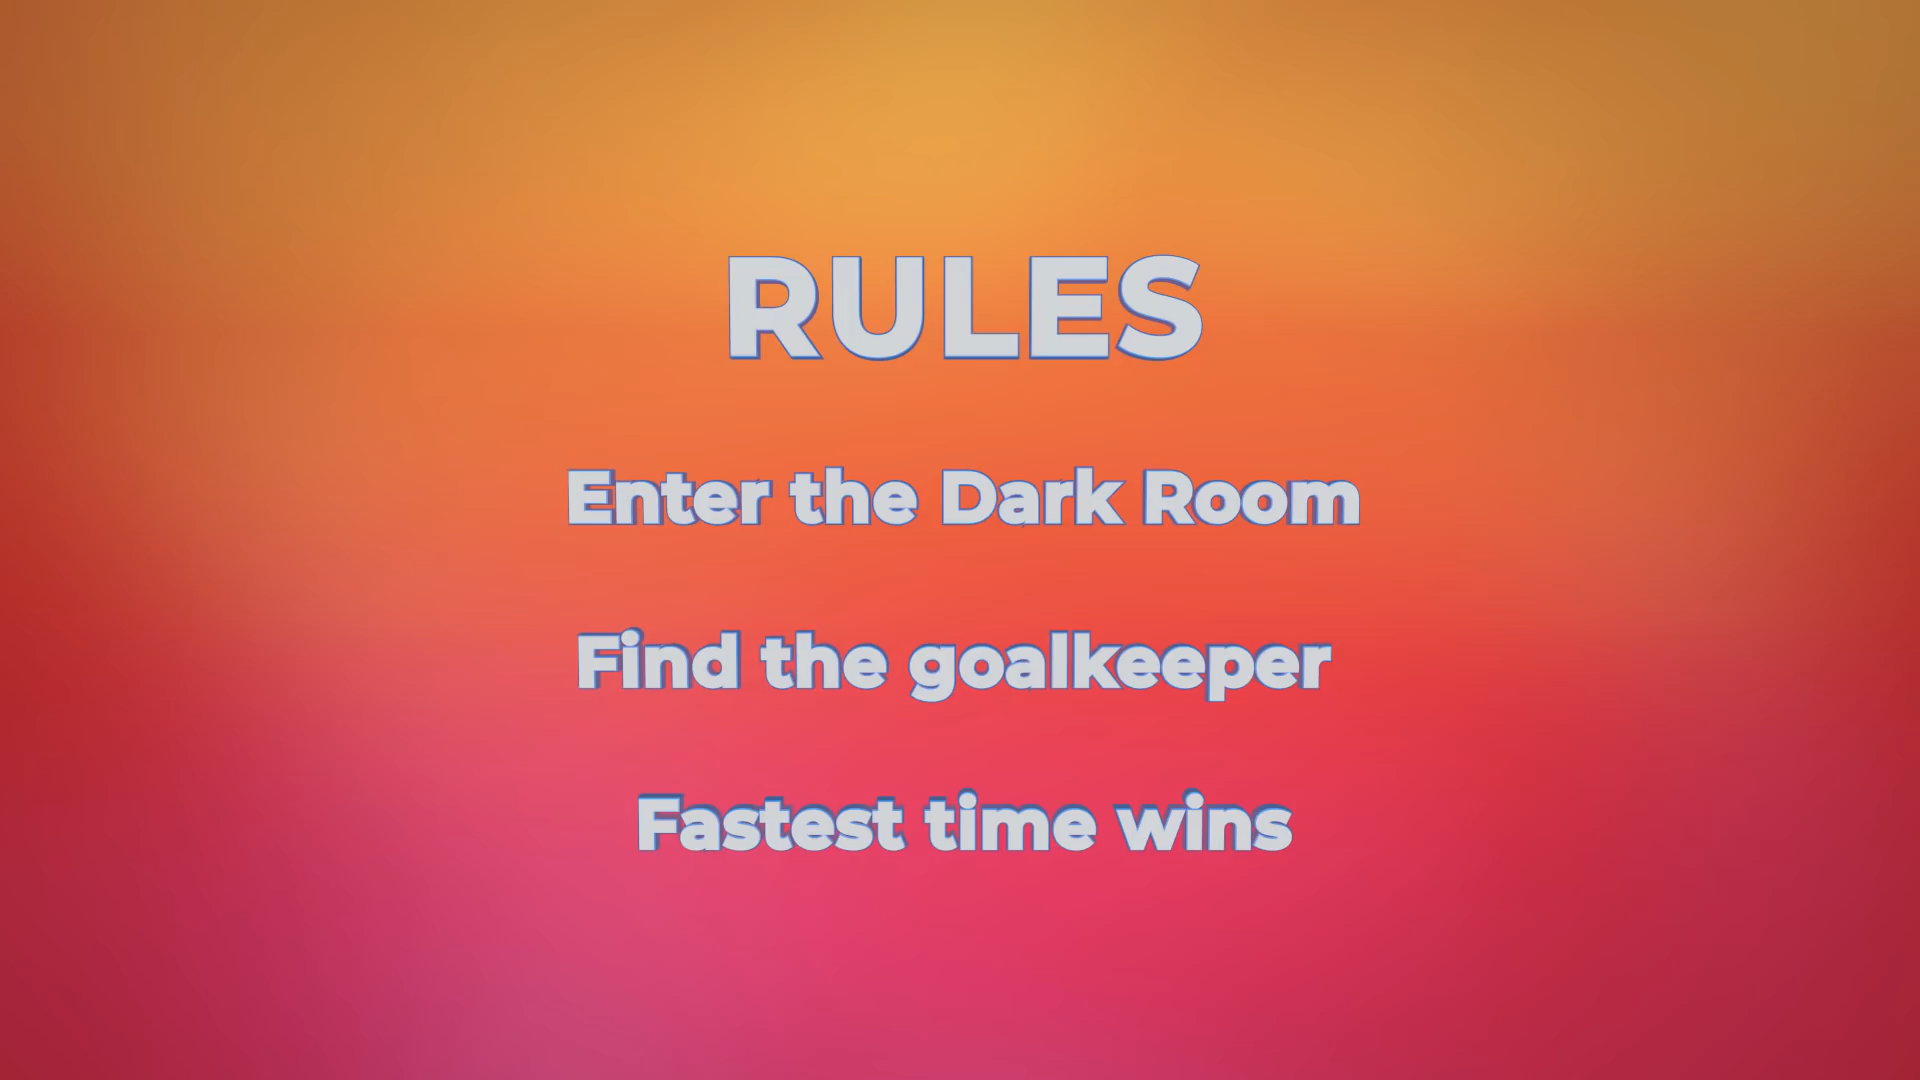 RULES
Enter the Dark Room
Find the goalkeeper
Fastest time wins